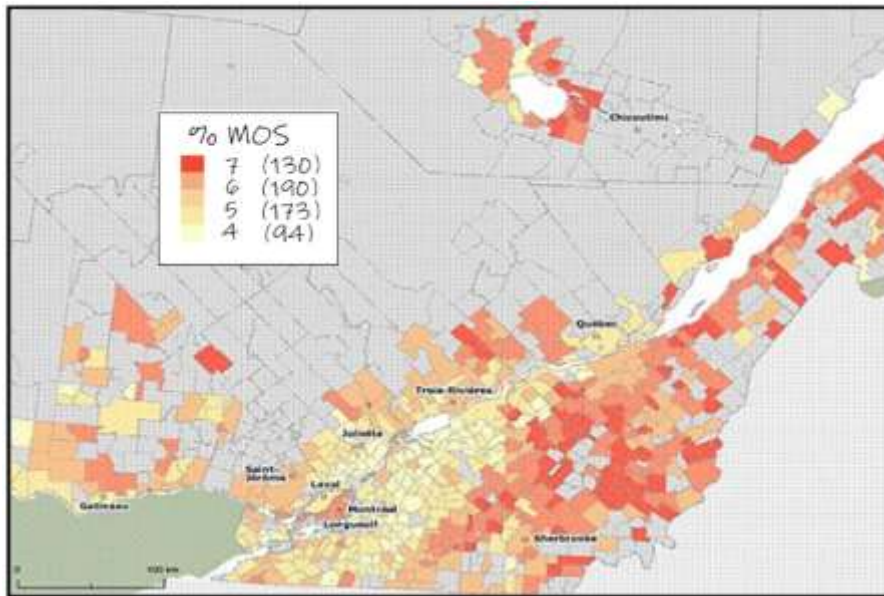 Chicoutimi
% MOS
7 (130)
6 (190)
5 (173)
4 (94)
Québec
Trois-Rivières
Joliette
Saint-
Jérôme
Laval
Gatineau
Montréal
Longueuil
Sherbrooke
0
100 km